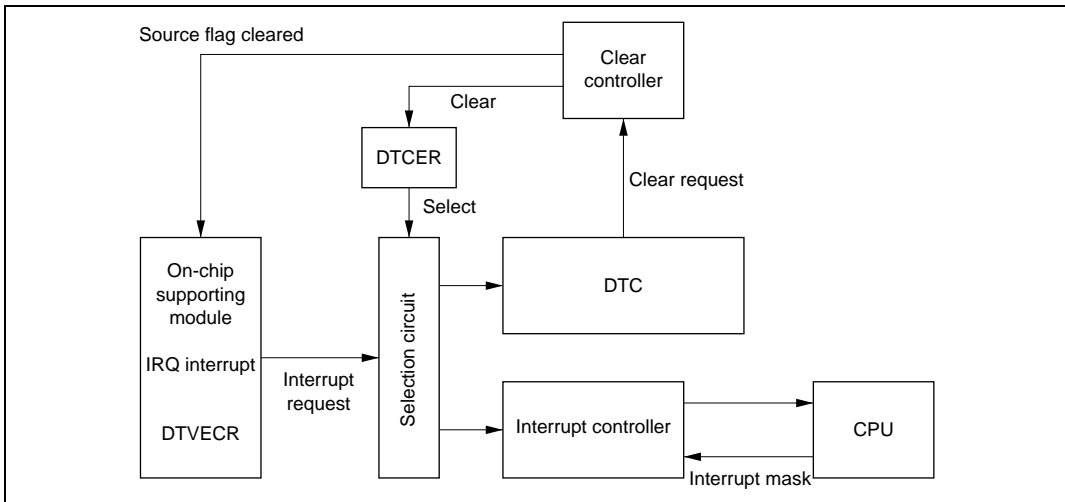 Source flag cleared
Clear
controller
Clear
DTCER
Clear request
Select
On-chip
supporting
module
IRQ interrupt
DTVECR
Interrupt
request
Selection circuit
DTC
Interrupt controller
CPU
Interrupt mask